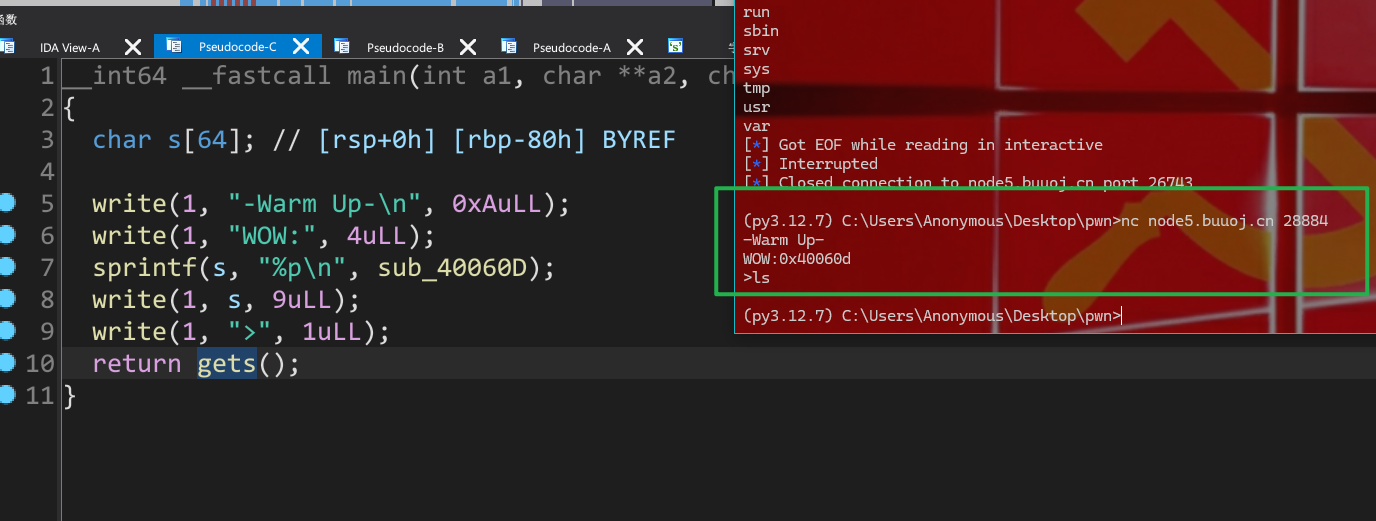 函数
IDA View-A
Pseudocode-C
Pseudocode-B
Pseudocode-A
1 __int64 __fastcall main(int a1, char **a2, ch
2 {
3 char s[64]; // [rsp+0h] [rbp-80h] BYREF
4
5 write(1, "-Warm Up-\n", 0xAuLL);
6 write(1, "WOW:", 4uLL);
7 sprintf(s, "%p\n", sub_40060D);
8 write(1, s, 9uLL);
9 write(1, ">", 1uLL);
10 return gets();
11 }
run
sbin
srv
sys
tmp
usr
var
[*] Got EOF while reading in interactive
[*] Interrupted
[*] Closed connection to node5.buuoj.cn port 26743
(py3.12.7) C:\Users\Anonymous\Desktop\pwn>nc node5.buuoj.cn 28884
-Warm Up-
WOW:0x40060d
>ls
(py3.12.7) C:\Users\Anonymous\Desktop\pwn>